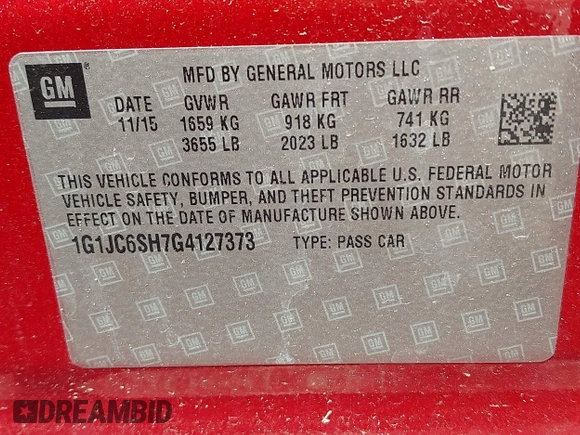 GM ®
MFD BY GENERAL MOTORS LLC
DATE GVWR GAWR FRT GAWR RR
11/15 1659 KG 918 KG 741 KG
3655 LB 2023 LB 1632 LB
THIS VEHICLE CONFORMS TO ALL APPLICABLE U.S. FEDERAL MOTOR
VEHICLE SAFETY, BUMPER, AND THEFT PREVENTION STANDARDS IN
EFFECT ON THE DATE OF MANUFACTURE SHOWN ABOVE.
1G1JC6SH7G4127373 TYPE: PASS CAR
DREAMBID